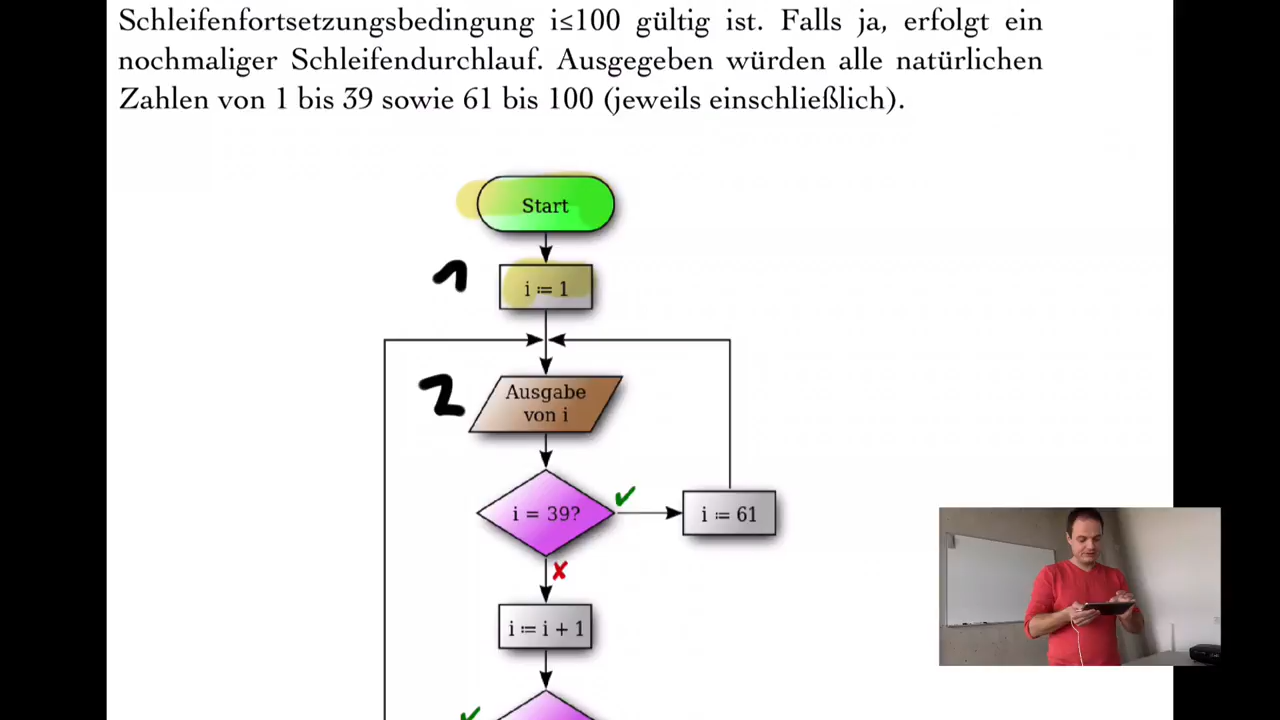 Schleifenfortsetzungsbedingung i≤100 gültig ist. Falls ja, erfolgt ein
nochmaliger Schleifendurchlauf. Ausgegeben würden alle natürlichen
Zahlen von 1 bis 39 sowie 61 bis 100 (jeweils einschließlich).
Start
1
i := 1
2
Ausgabe
von i
i = 39?
i := 61
i := i + 1